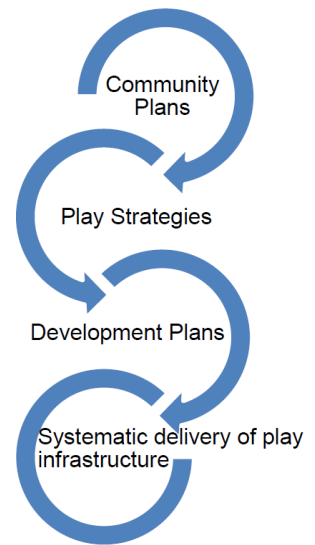 Community
Plans
Play Strategies
Development Plans
Systematic delivery of play
infrastructure